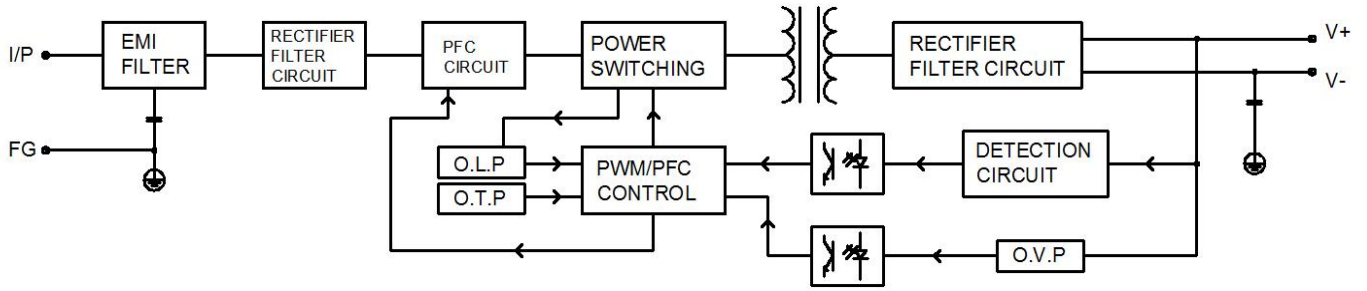 I/P
EMI
FILTER
RECTIFIER
FILTER
CIRCUIT
PFC
CIRCUIT
POWER
SWITCHING
RECTIFIER
FILTER CIRCUIT
V+
V-
FG
O.L.P
O.T.P
PWM/PFC
CONTROL
DETECTION
CIRCUIT
O.V.P